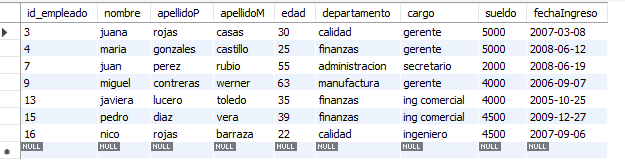 id_empleado nombre apellidoP apellidoM edad departamento cargo sueldo fechaIngreso
3 juana rojas casas 30 calidad gerente 5000 2007-03-08
4 maria gonzales castillo 25 finanzas gerente 5000 2008-06-12
7 juan perez rubio 55 administracion secretario 2000 2008-06-19
9 miguel contreras werner 63 manufactura gerente 4000 2006-09-07
13 javiera lucero toledo 35 finanzas ing comercial 4000 2005-10-25
15 pedro diaz vera 39 finanzas ing comercial 4500 2009-12-27
16 nico rojas barraza 22 calidad ingeniero 4500 2007-09-06
NULL NULL NULL NULL NULL NULL NULL NULL NULL